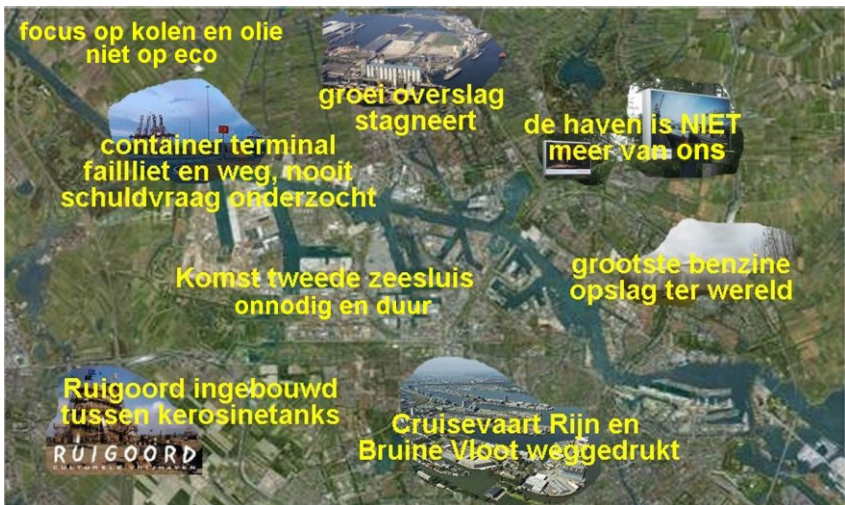 focus op kolen en olie
niet op eco
groei overslag
stagneert
de haven is NIET
meer van ons
container terminal
faillliet en weg, nooit
schuldvraag onderzocht
Komst tweede zeesluis
onnodig en duur
grootste benzine
opslag ter wereld
Ruigoord ingebouwd
tussen kerosinetanks
RUIGOORD
CULTURELE VRIJHAVEN
Cruisevaart Rijn en
Bruine Vloot weggedrukt